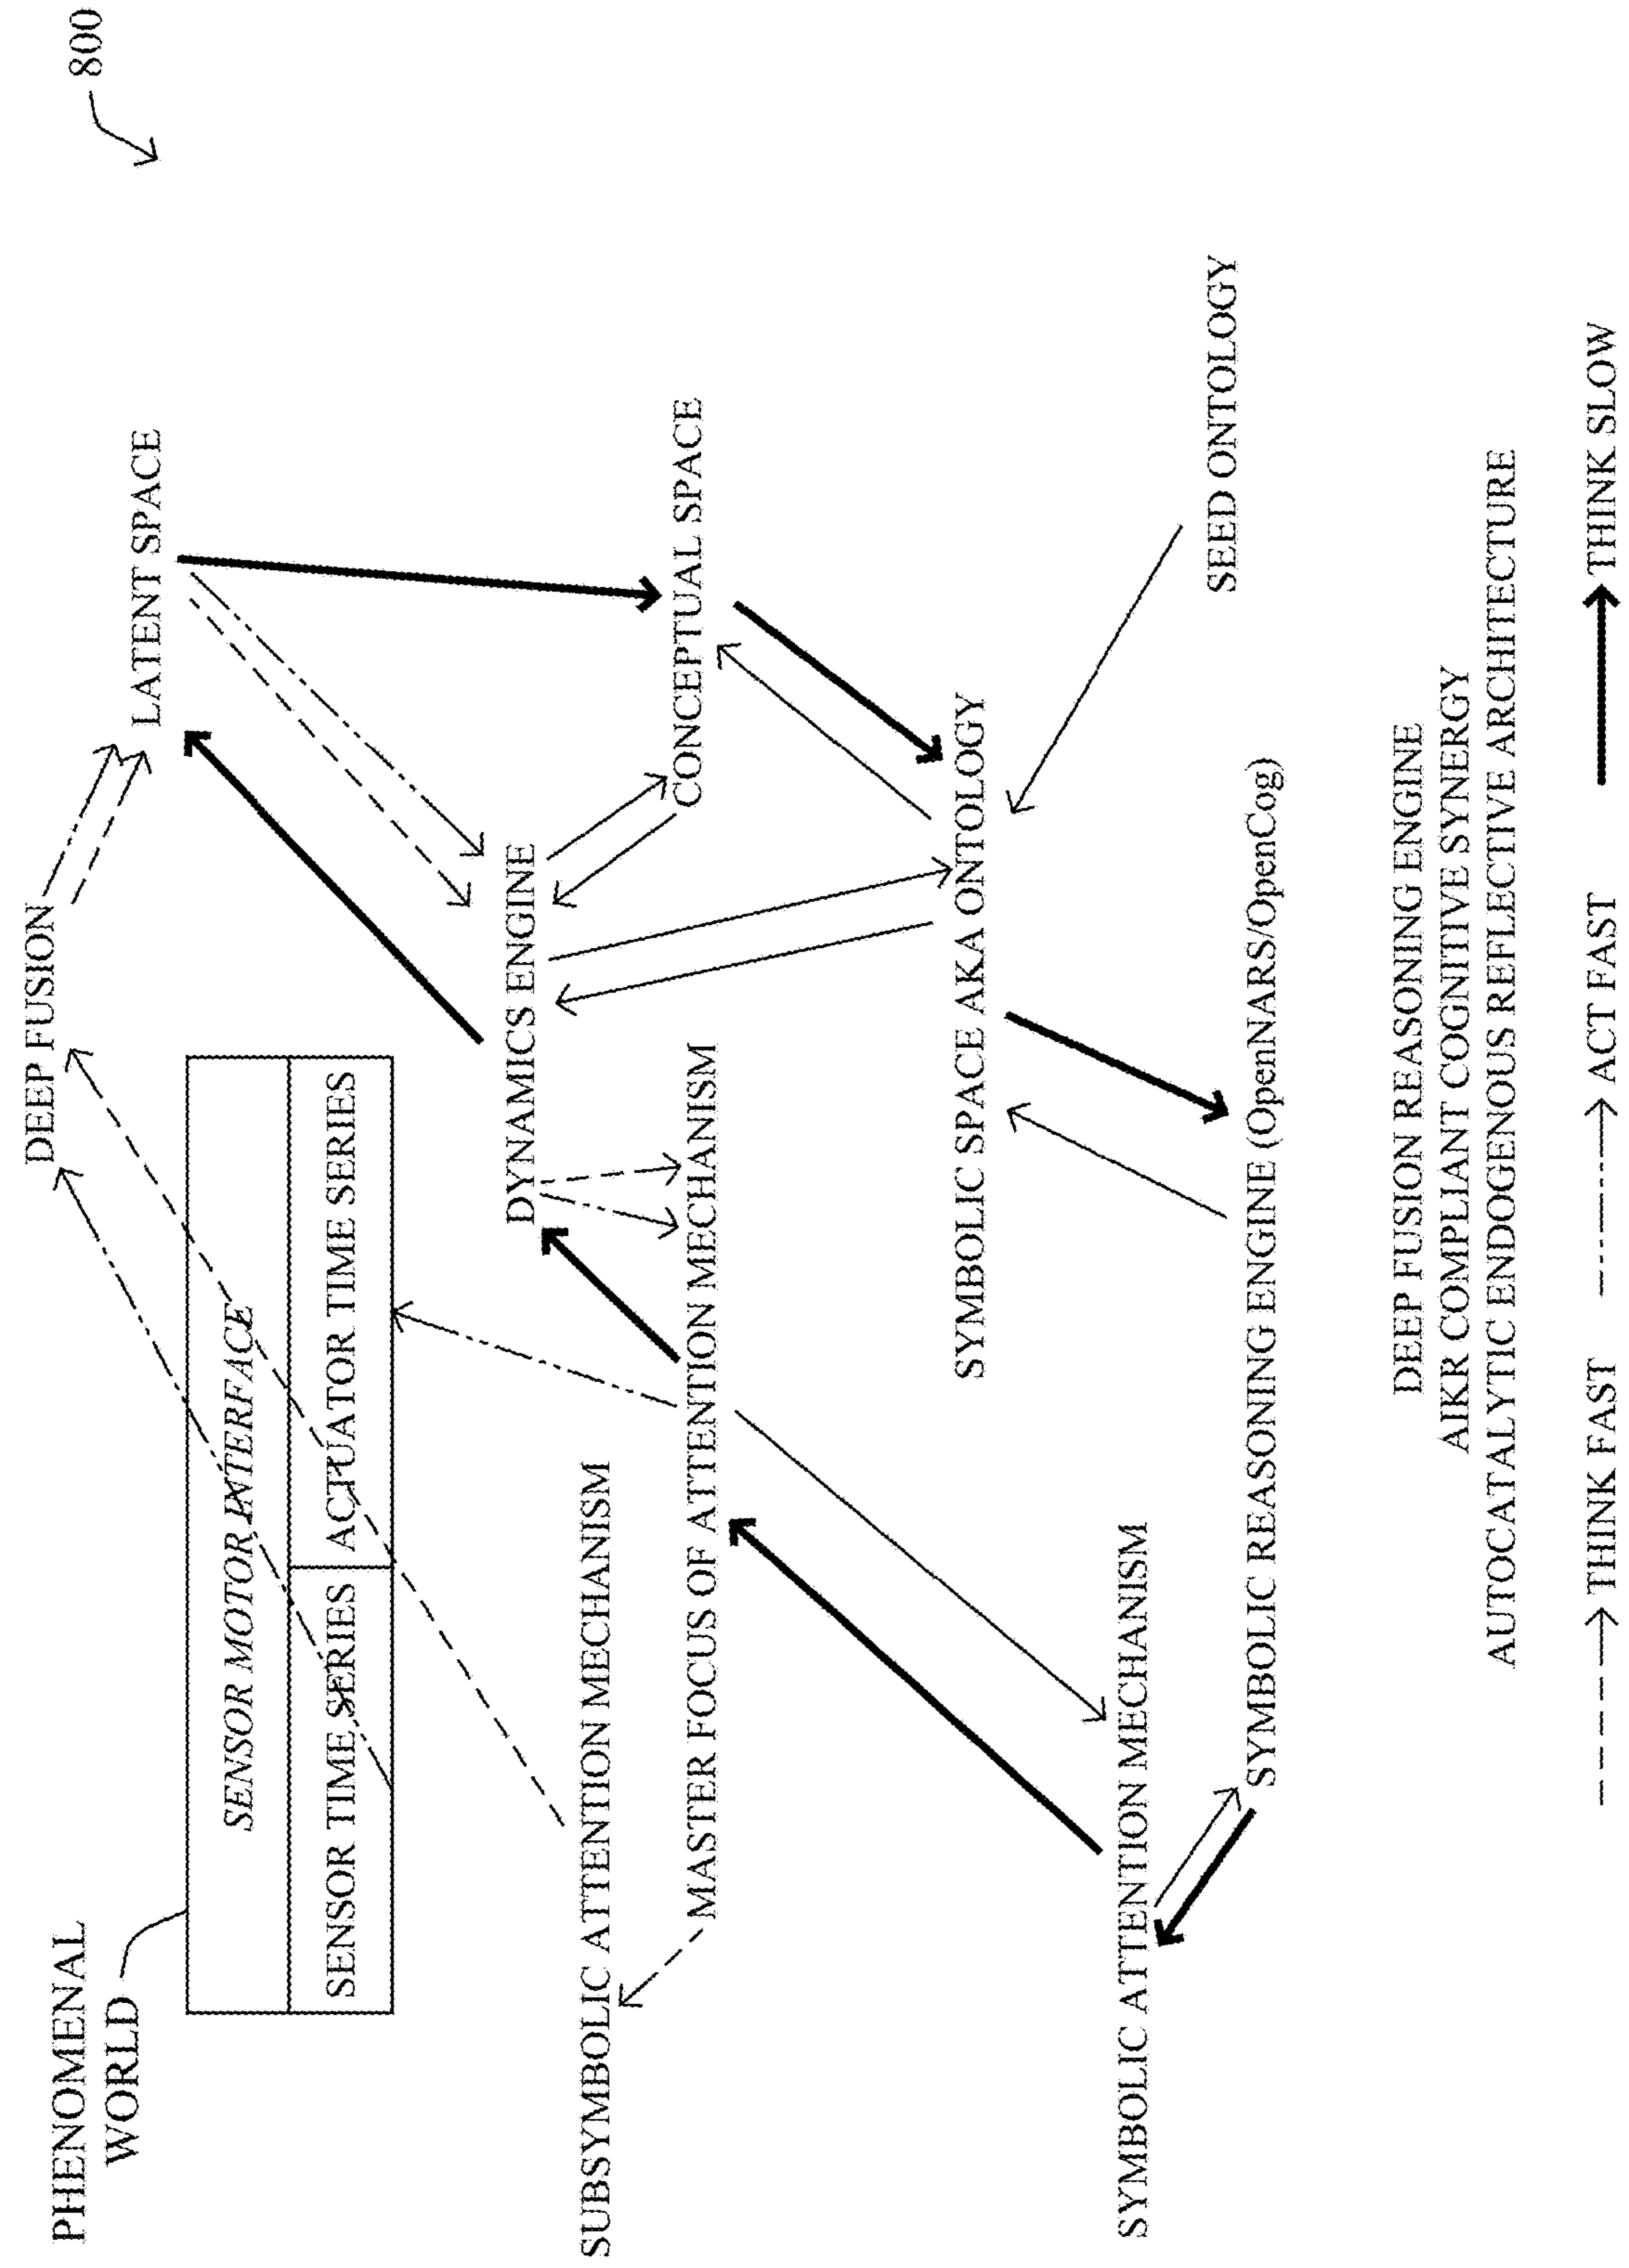 800
PHENOMENAL
WORLD
DEEP FUSION
LATENT SPACE
SENSOR MOTOR INTERFACE
SENSOR TIME SERIES
ACTUATOR TIME SERIES
DYNAMICS ENGINE
SUBSYMBOLIC ATTENTION MECHANISM
MASTER FOCUS OF ATTENTION MECHANISM
CONCEPTUAL SPACE
SYMBOLIC SPACE AKA ONTOLOGY
SYMBOLIC ATTENTION MECHANISM
SEED ONTOLOGY
SYMBOLIC REASONING ENGINE (OpenNARS/OpenCog)
DEEP FUSION REASONING ENGINE
AIKR COMPLIANT COGNITIVE SYNERGY
AUTOCATALYTIC ENDOGENOUS REFLECTIVE ARCHITECTURE
THINK FAST
ACT FAST
THINK SLOW